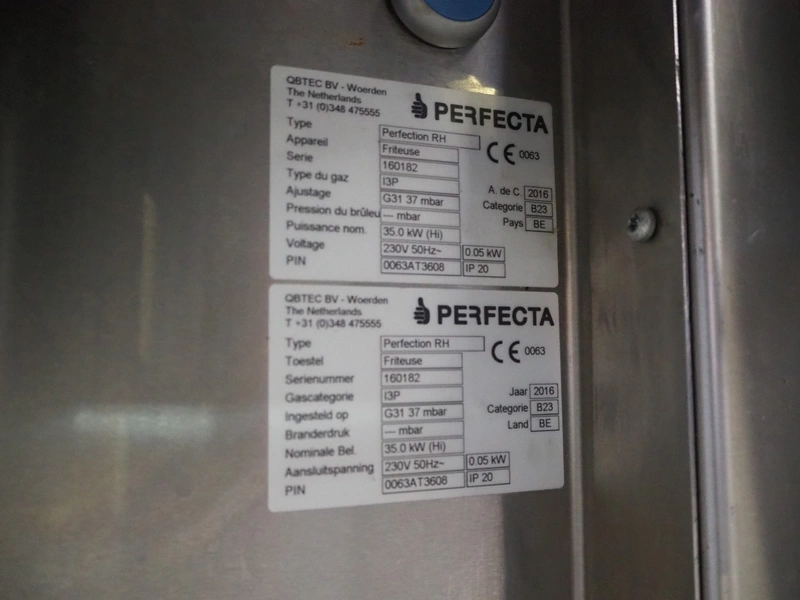 QBTEC BV - Woerden
The Netherlands
T +31 (0)348 475555
PERFECTA
Type Perfection RH
CE 0063
Appareil Friteuse
Serie 160182
Type du gaz I3P
Ajustage G31 37 mbar
A. de C. 2016
Pression du brûleu --- mbar
Categorie B23
Puissance nom. 35.0 kW (Hi)
Pays BE
Voltage 230V 50Hz~ 0.05 kW
PIN 0063AT3608 IP 20
QBTEC BV - Woerden
The Netherlands
T +31 (0)348 475555
PERFECTA
Type Perfection RH
CE 0063
Toestel Friteuse
Serienummer 160182
Gascategorie I3P
Jaar 2016
Ingesteld op G31 37 mbar
Categorie B23
Branderdruk --- mbar
Land BE
Nominale Bel. 35.0 kW (Hi)
Aansluitspanning 230V 50Hz~ 0.05 kW
PIN 0063AT3608 IP 20